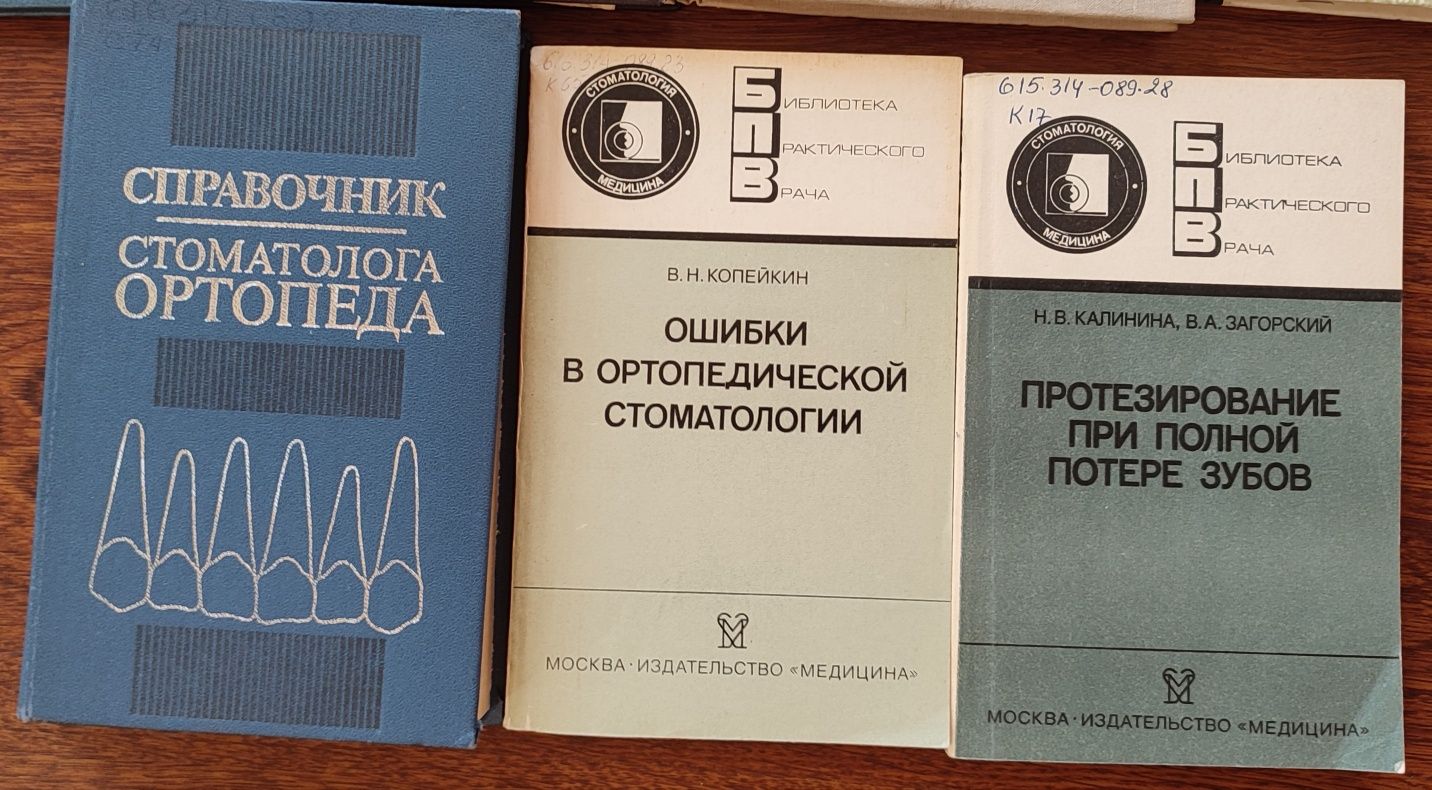 СПРАВОЧНИК
СТОМАТОЛОГА
ОРТОПЕДА
СТОМАТОЛОГИЯ
МЕДИЦИНА
БИБЛИОТЕКА
ПРАКТИЧЕСКОГО
ВРАЧА
В. Н. КОПЕЙКИН
ОШИБКИ
В ОРТОПЕДИЧЕСКОЙ
СТОМАТОЛОГИИ
МОСКВА · ИЗДАТЕЛЬСТВО «МЕДИЦИНА»
615.314-089.28
К17
СТОМАТОЛОГИЯ
МЕДИЦИНА
БИБЛИОТЕКА
ПРАКТИЧЕСКОГО
ВРАЧА
Н. В. КАЛИНИНА, В. А. ЗАГОРСКИЙ
ПРОТЕЗИРОВАНИЕ
ПРИ ПОЛНОЙ
ПОТЕРЕ ЗУБОВ
МОСКВА · ИЗДАТЕЛЬСТВО «МЕДИЦИНА»